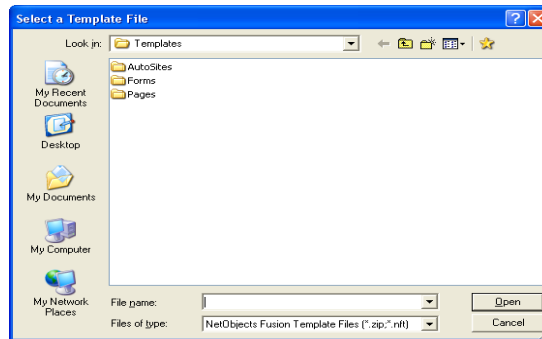 Select a Template File
Look in: Templates
AutoSites
Forms
Pages
My Recent
Documents
Desktop
My Documents
My Computer
My Network
Places
File name:
Open
Files of type: NetObjects Fusion Template Files (*.zip;*.nft)
Cancel